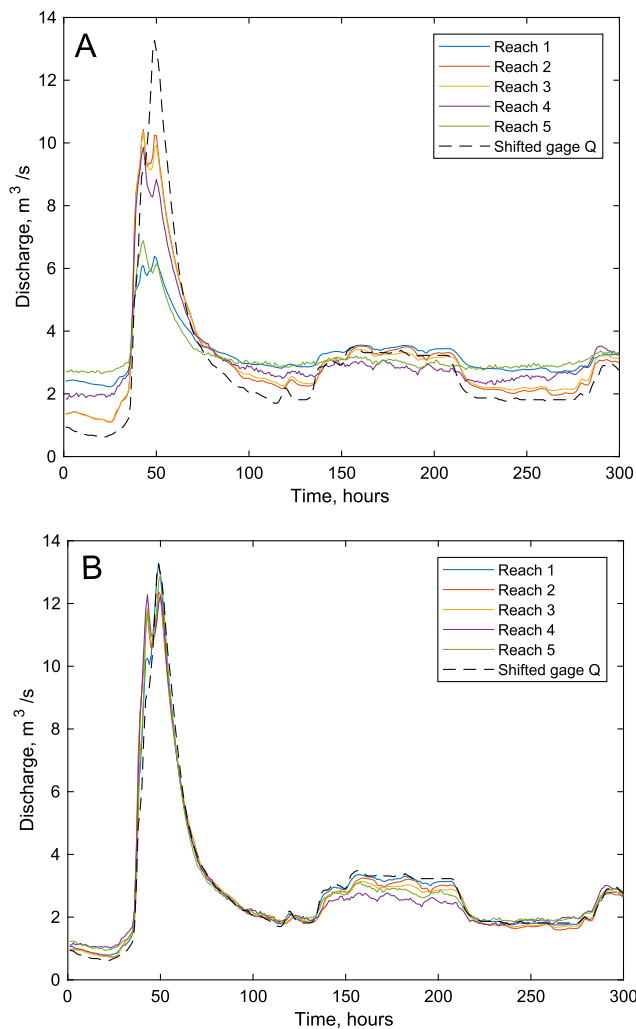 A
14
12
10
8
6
4
2
0
Discharge, m 3 /s
Reach 1
Reach 2
Reach 3
Reach 4
Reach 5
Shifted gage Q
0 50 100 150 200 250 300
Time, hours
B
14
12
10
8
6
4
2
0
Discharge, m 3 /s
Reach 1
Reach 2
Reach 3
Reach 4
Reach 5
Shifted gage Q
0 50 100 150 200 250 300
Time, hours